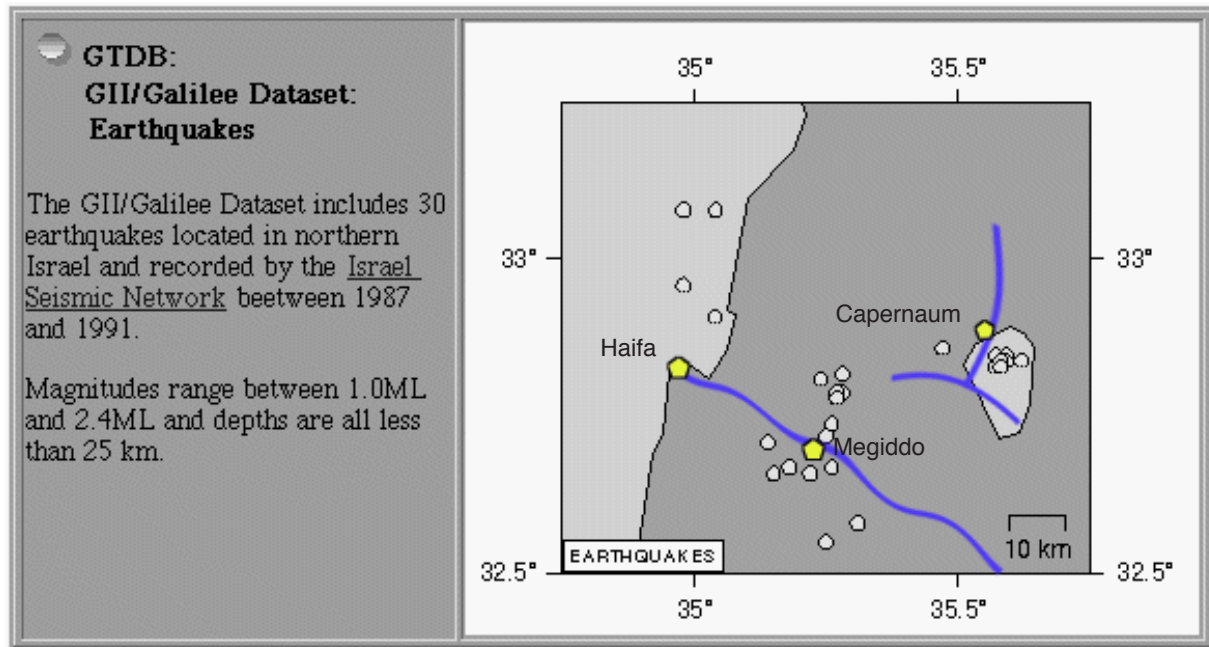 GTDB:
GII/Galilee Dataset:
Earthquakes
The GII/Galilee Dataset includes 30
earthquakes located in northern
Israel and recorded by the Israel
Seismic Network beetween 1987
and 1991.
Magnitudes range between 1.0ML
and 2.4ML and depths are all less
than 25 km.
35° 35.5°
33° 33°
Capernaum
Haifa
Megiddo
10 km
EARTHQUAKES
32.5° 32.5°
35° 35.5°